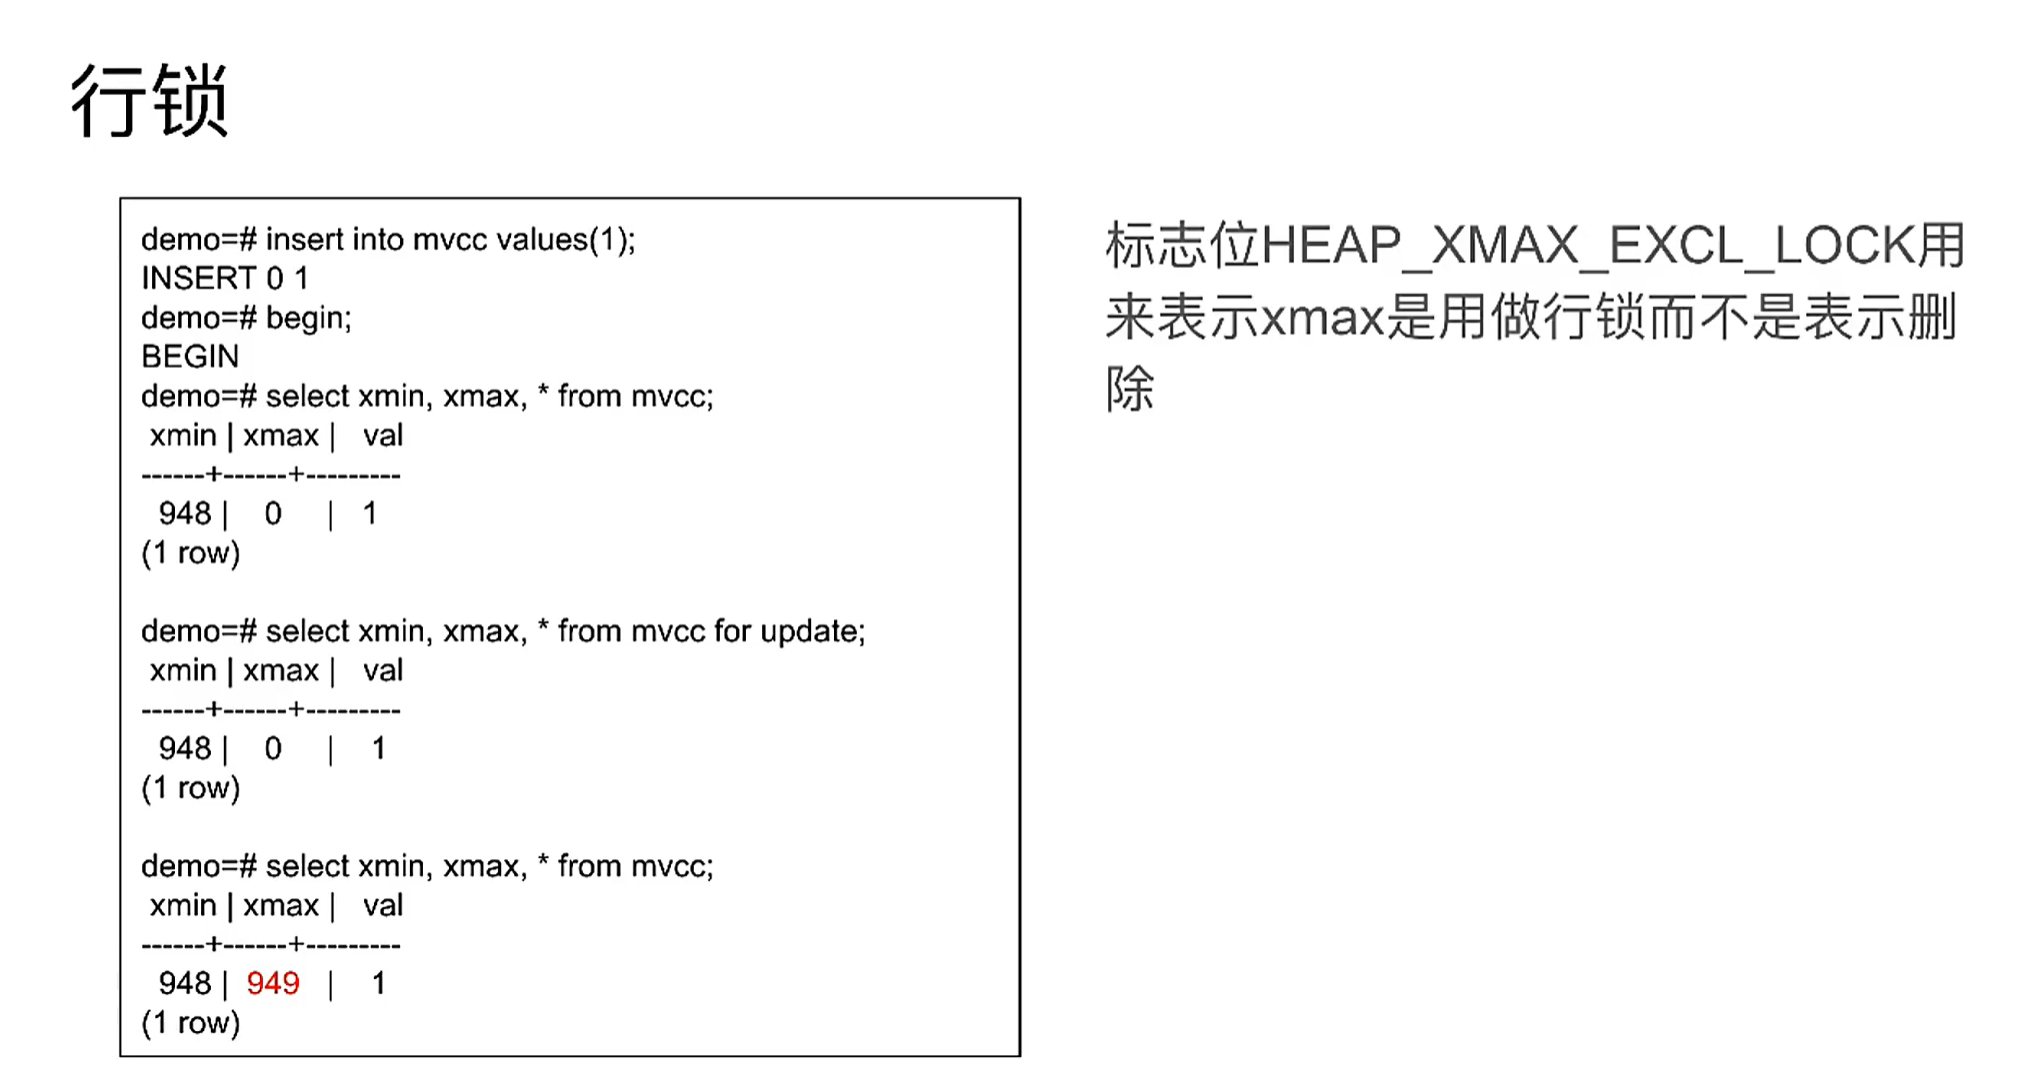 行锁
demo=# insert into mvcc values(1);
INSERT 0 1
demo=# begin;
BEGIN
demo=# select xmin, xmax, * from mvcc;
xmin | xmax |   val
------+------+---------
948 |    0     |   1
(1 row)
demo=# select xmin, xmax, * from mvcc for update;
xmin | xmax |   val
------+------+---------
948 |    0     |    1
(1 row)
demo=# select xmin, xmax, * from mvcc;
xmin | xmax |   val
------+------+---------
948 |  949   |    1
(1 row)
标志位HEAP_XMAX_EXCL_LOCK用
来表示xmax是用做行锁而不是表示删
除